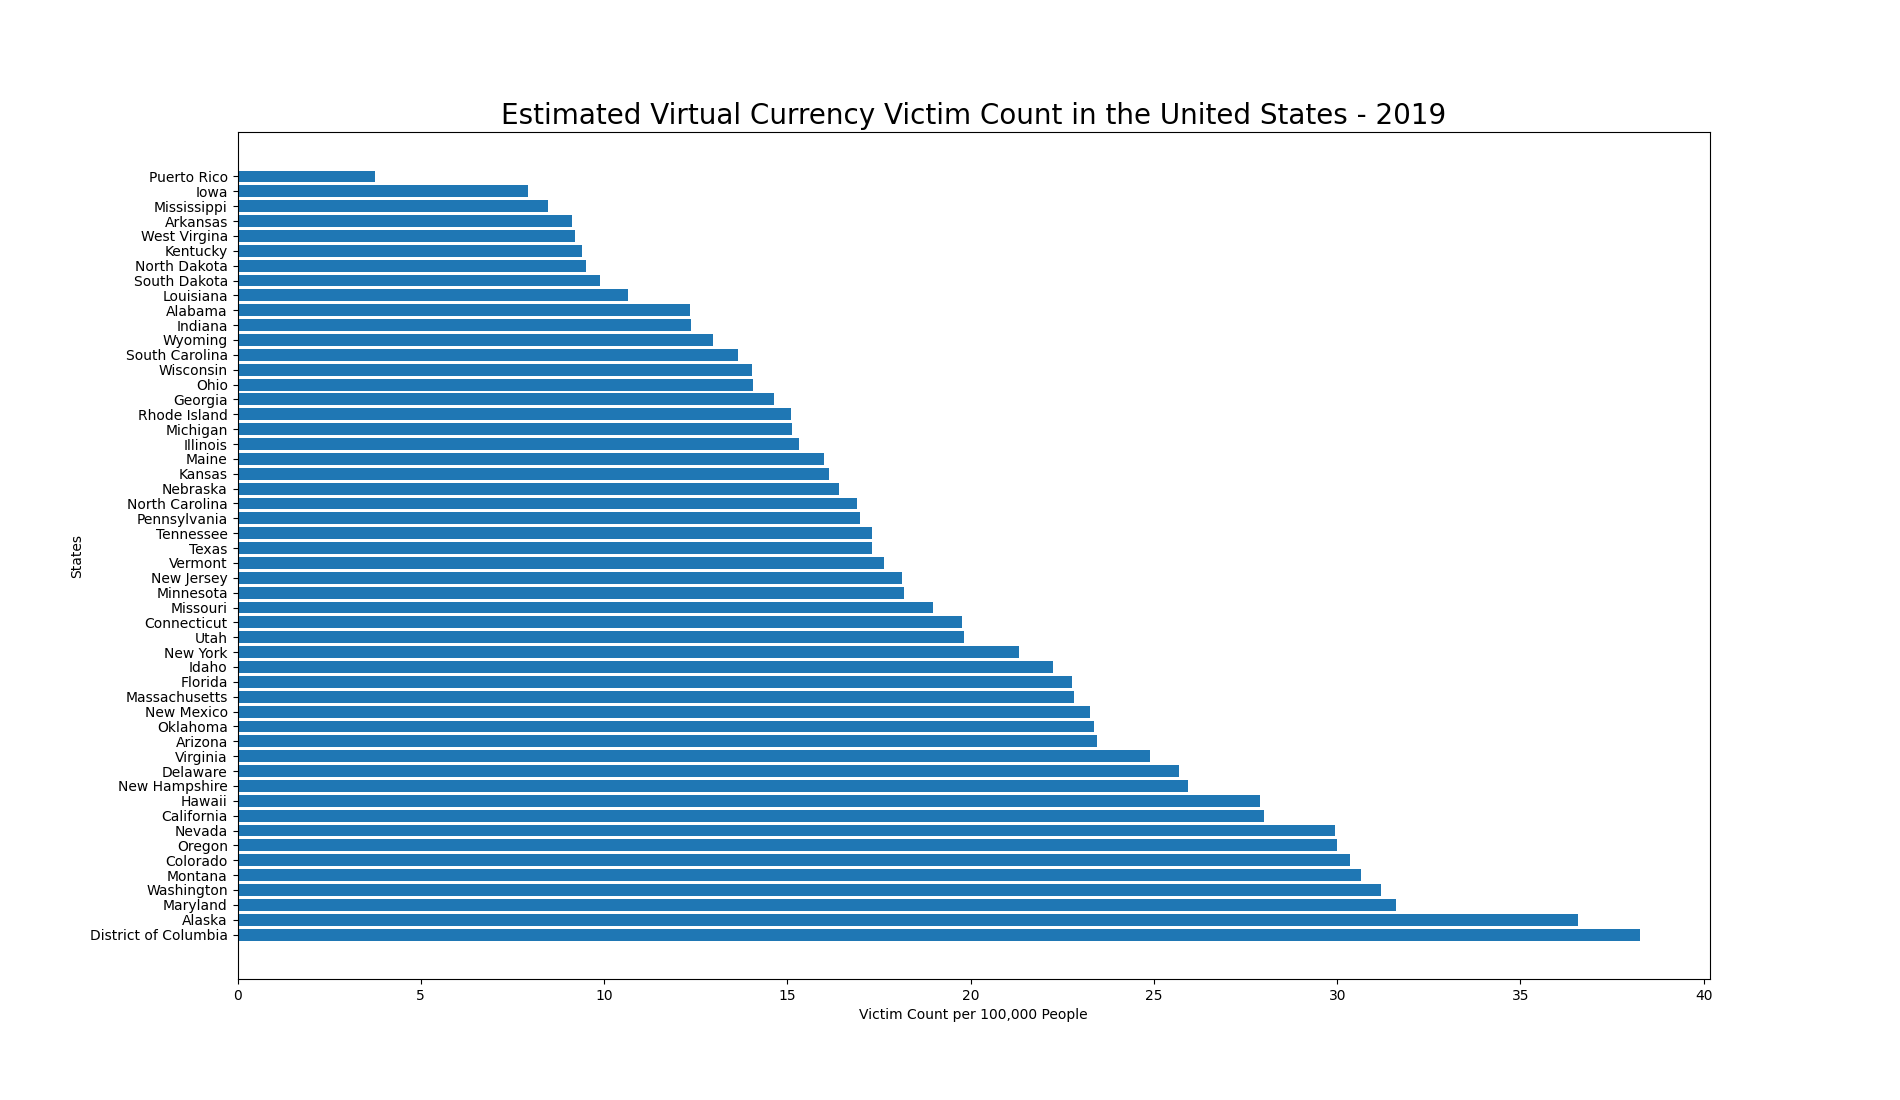 Estimated Virtual Currency Victim Count in the United States - 2019
Puerto Rico
Iowa
Mississippi
Arkansas
West Virgina
Kentucky
North Dakota
South Dakota
Louisiana
Alabama
Indiana
Wyoming
South Carolina
Wisconsin
Ohio
Georgia
Rhode Island
Michigan
Illinois
Maine
Kansas
Nebraska
North Carolina
Pennsylvania
Tennessee
Texas
Vermont
New Jersey
Minnesota
Missouri
Connecticut
Utah
New York
Idaho
Florida
Massachusetts
New Mexico
Oklahoma
Arizona
Virginia
Delaware
New Hampshire
Hawaii
California
Nevada
Oregon
Colorado
Montana
Washington
Maryland
Alaska
District of Columbia
States
0 5 10 15 20 25 30 35 40
Victim Count per 100,000 People